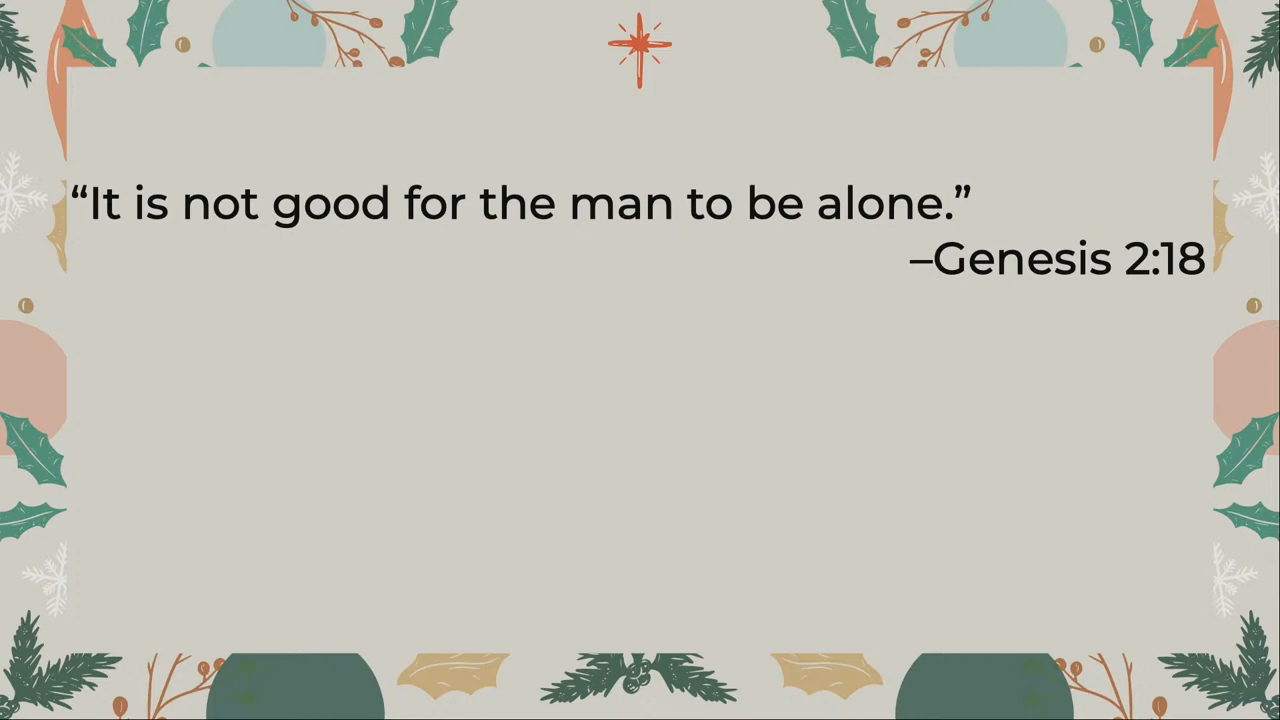 “It is not good for the man to be alone.”
–Genesis 2:18